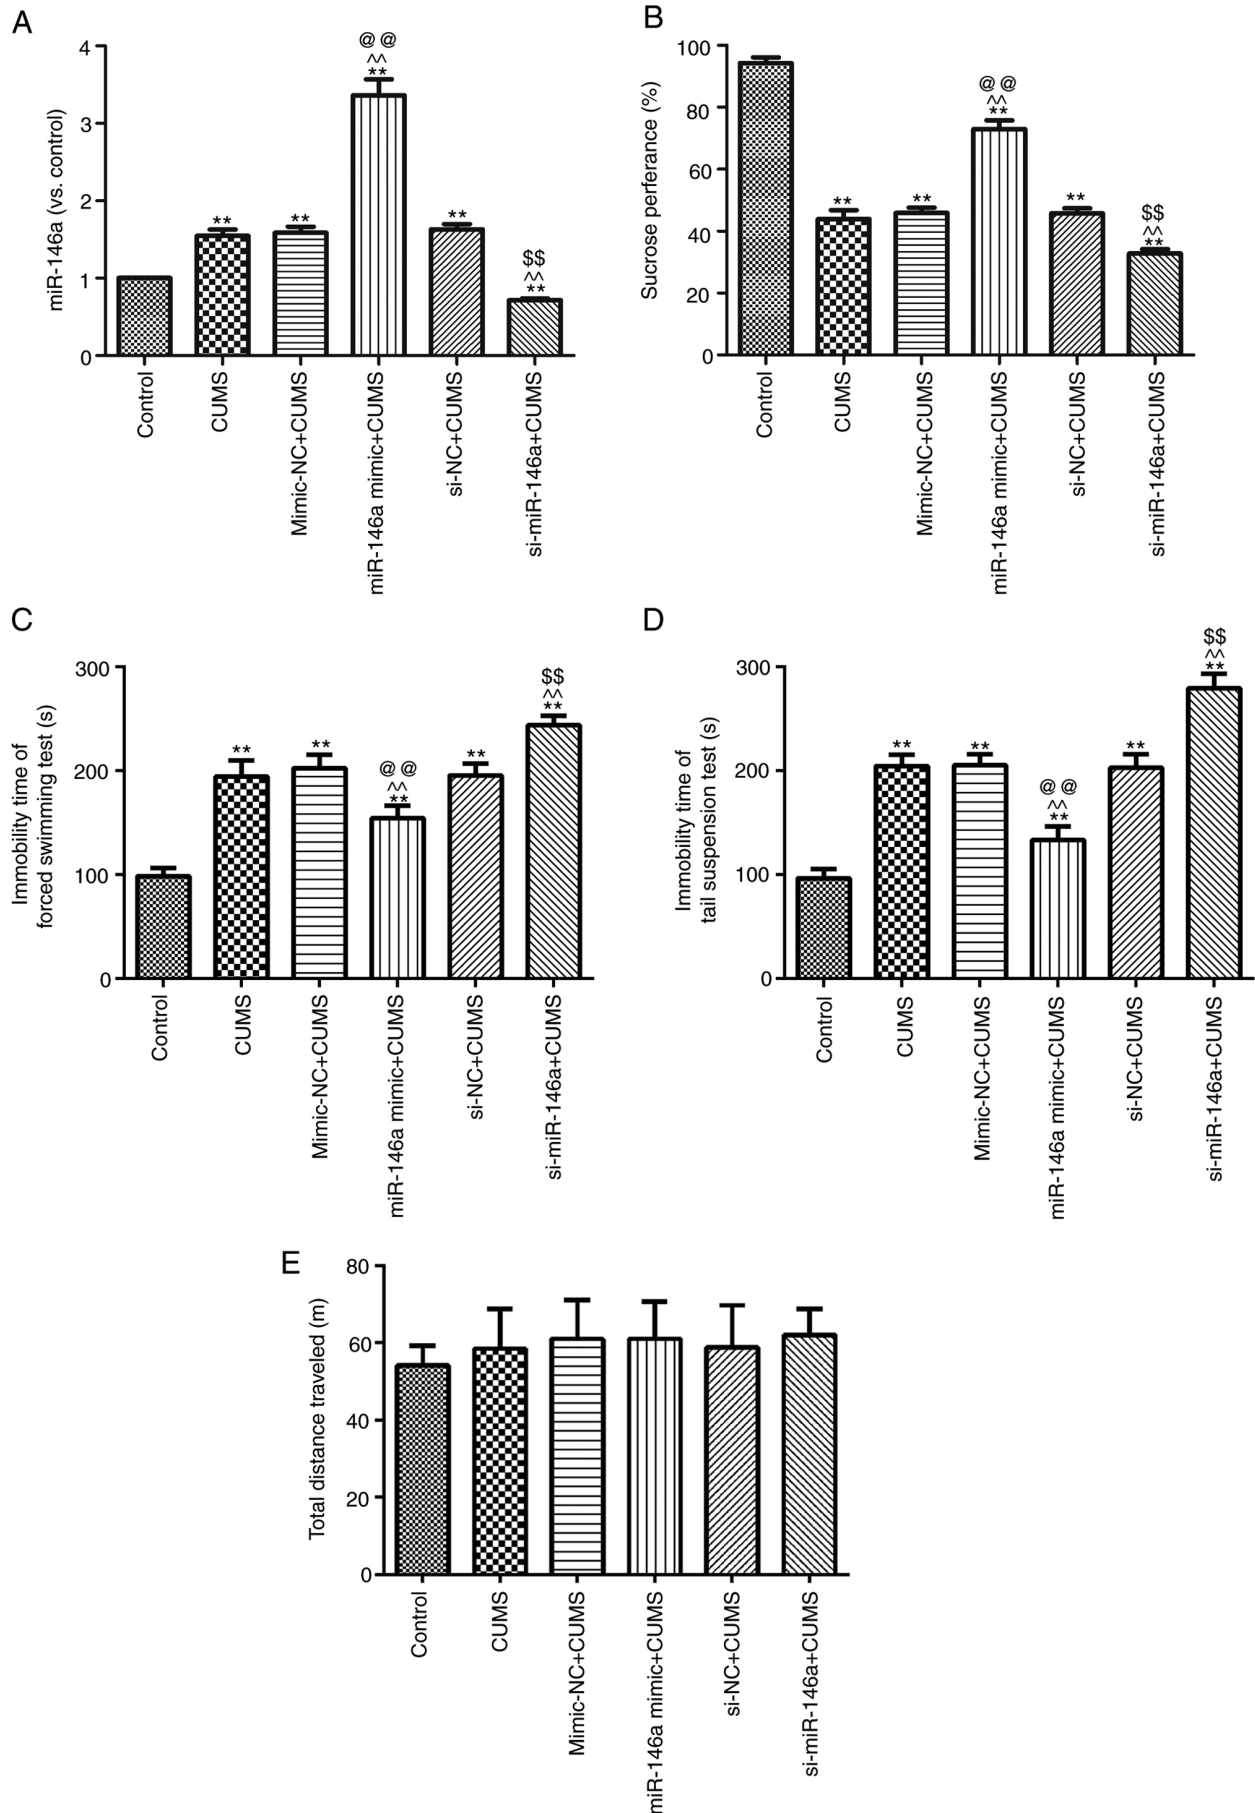 A
miR-146a (vs. control)
4
3
2
1
0
**
**
@ @
^^
**
**
$$
^^
**
Control
CUMS
Mimic-NC+CUMS
miR-146a mimic+CUMS
si-NC+CUMS
si-miR-146a+CUMS
B
Sucrose perferance (%)
100
80
60
40
20
0
**
**
@ @
^^
**
**
$$
^^
**
Control
CUMS
Mimic-NC+CUMS
miR-146a mimic+CUMS
si-NC+CUMS
si-miR-146a+CUMS
C
Immobility time of
forced swimming test (s)
300
200
100
0
**
**
@ @
^^
**
**
$$
^^
**
Control
CUMS
Mimic-NC+CUMS
miR-146a mimic+CUMS
si-NC+CUMS
si-miR-146a+CUMS
D
Immobility time of
tail suspension test (s)
300
200
100
0
**
**
@ @
^^
**
**
$$
^^
**
Control
CUMS
Mimic-NC+CUMS
miR-146a mimic+CUMS
si-NC+CUMS
si-miR-146a+CUMS
E
Total distance traveled (m)
80
60
40
20
0
Control
CUMS
Mimic-NC+CUMS
miR-146a mimic+CUMS
si-NC+CUMS
si-miR-146a+CUMS